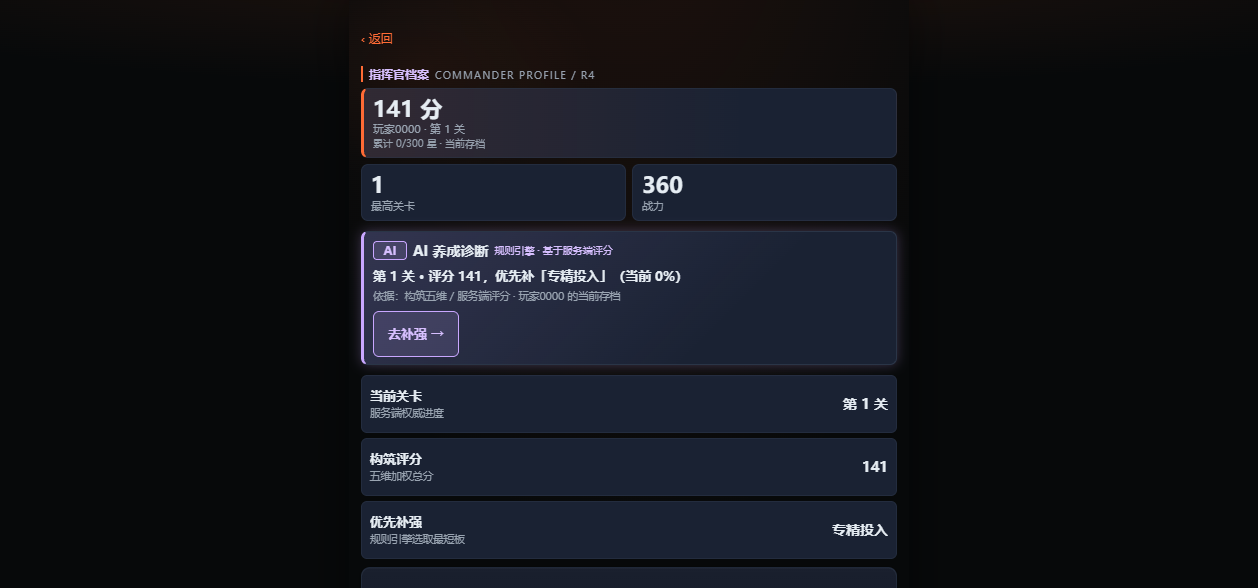 ‹ 返回
指挥官档案 COMMANDER PROFILE / R4
141 分
玩家0000 · 第 1 关
累计 0/300 星 · 当前存档
1
最高关卡
360
战力
AI AI 养成诊断 规则引擎 · 基于服务端评分
第 1 关 · 评分 141，优先补「专精投入」（当前 0%）
依据：构筑五维 / 服务端评分 · 玩家0000 的当前存档
去补强 →
当前关卡
服务端权威进度
第 1 关
构筑评分
五维加权总分
141
优先补强
规则引擎选取最短板
专精投入